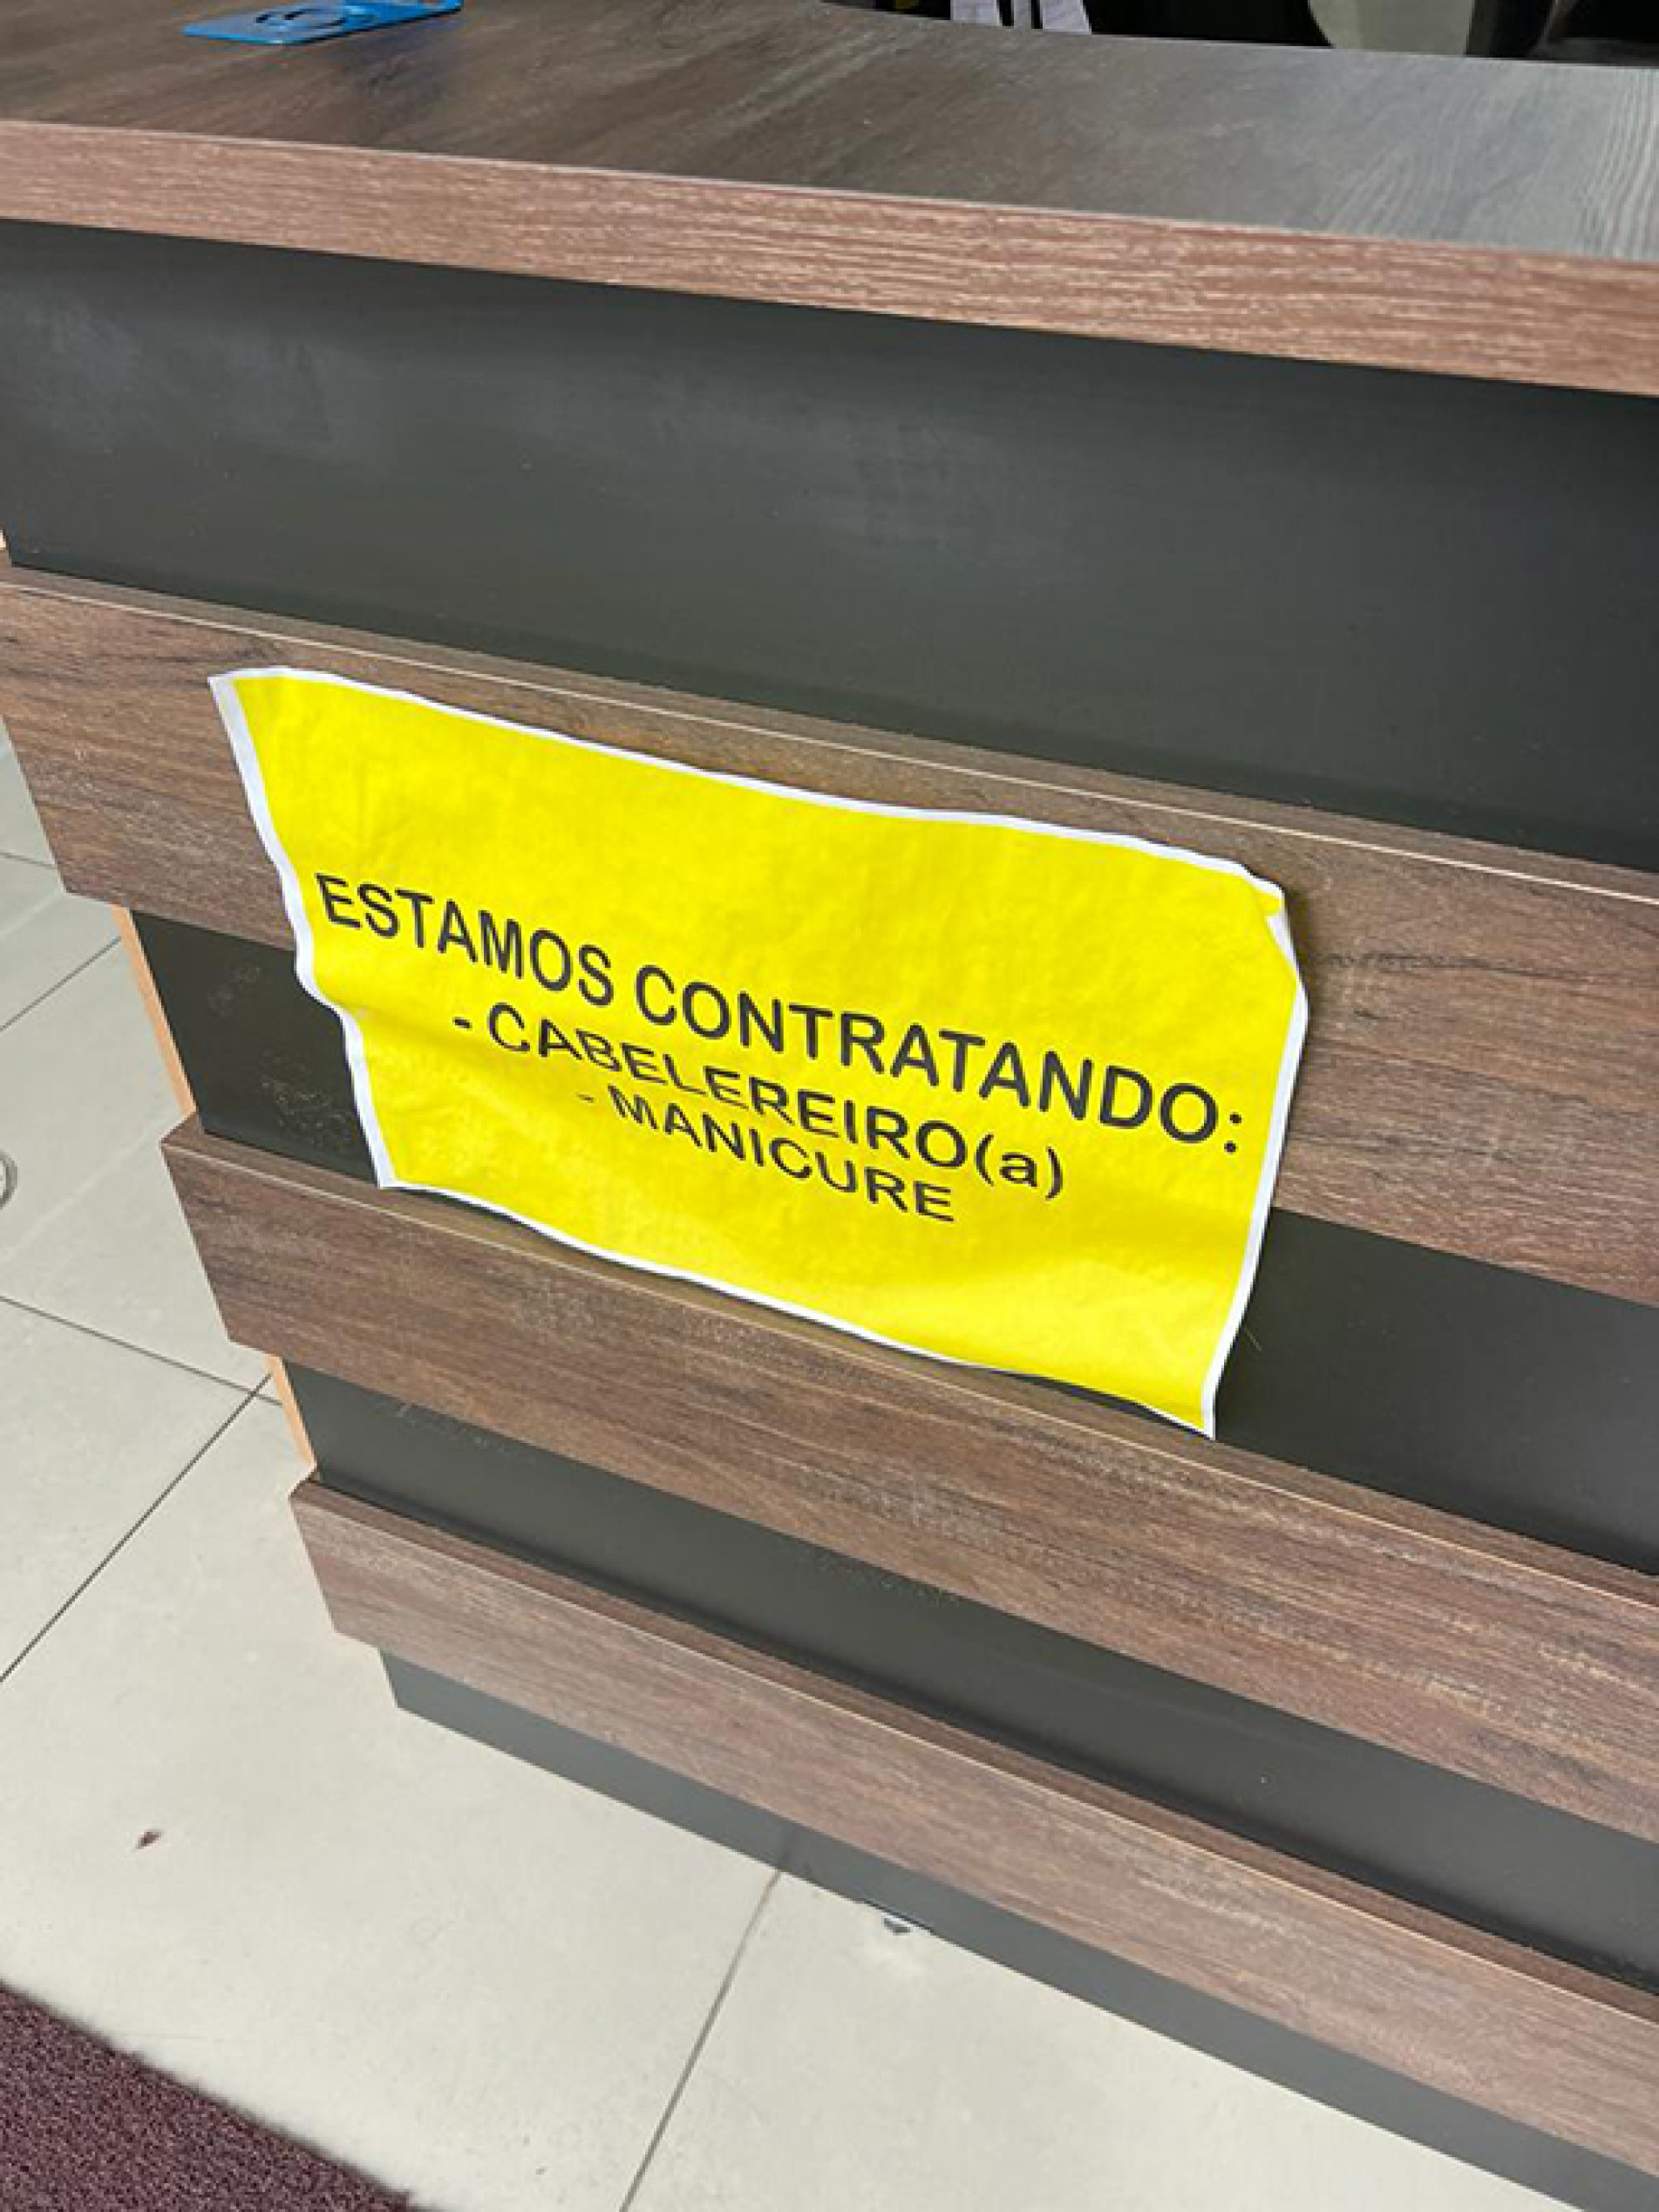 ESTAMOS CONTRATANDO:
- CABELEREIRO(a)
- MANICURE